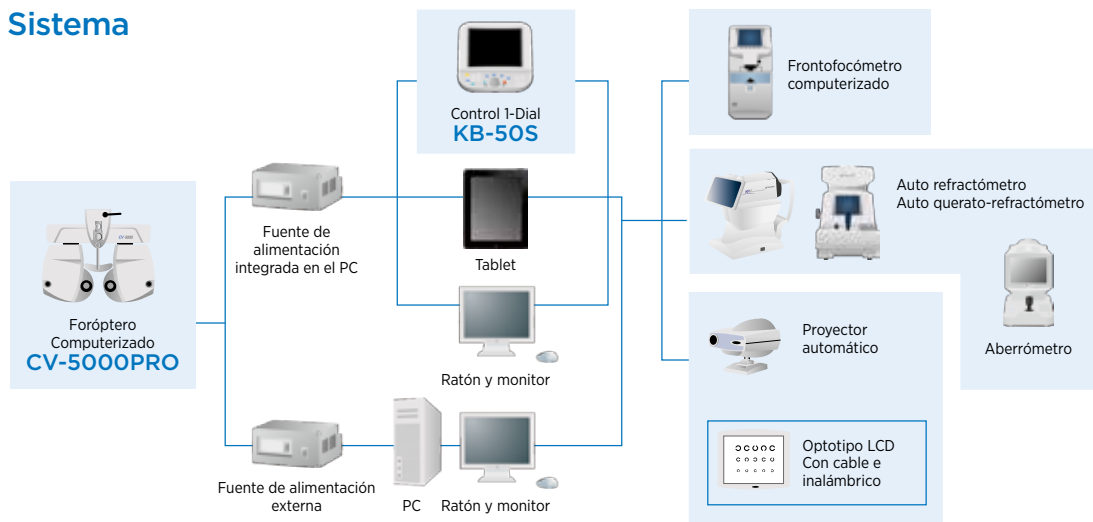 Sistema
Control 1-Dial
KB-50S
Frontofocómetro
computerizado
Fuente de
alimentación
integrada en el PC
Tablet
Auto refractómetro
Auto querato-refractómetro
Foróptero
Computerizado
CV-5000PRO
Ratón y monitor
Proyector
automático
Aberrómetro
Fuente de alimentación
externa
PC
Ratón y monitor
Optotipo LCD
Con cable e
inalámbrico